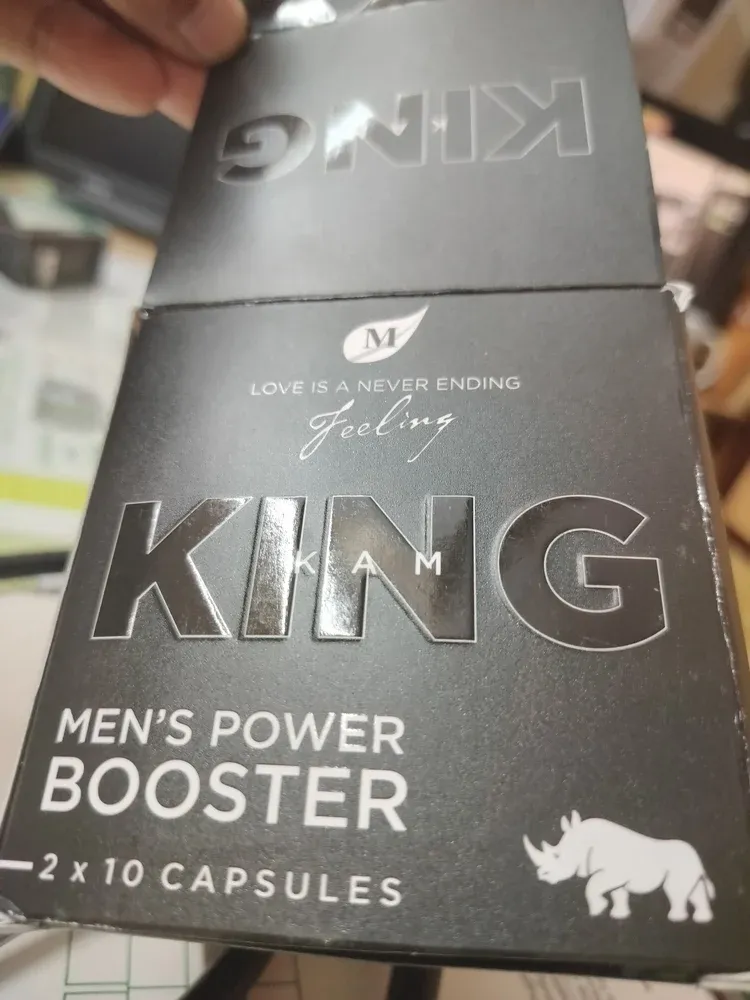 KING
M
LOVE IS A NEVER ENDING
Feeling
KING
KAM
MEN'S POWER
BOOSTER
2 x 10 CAPSULES